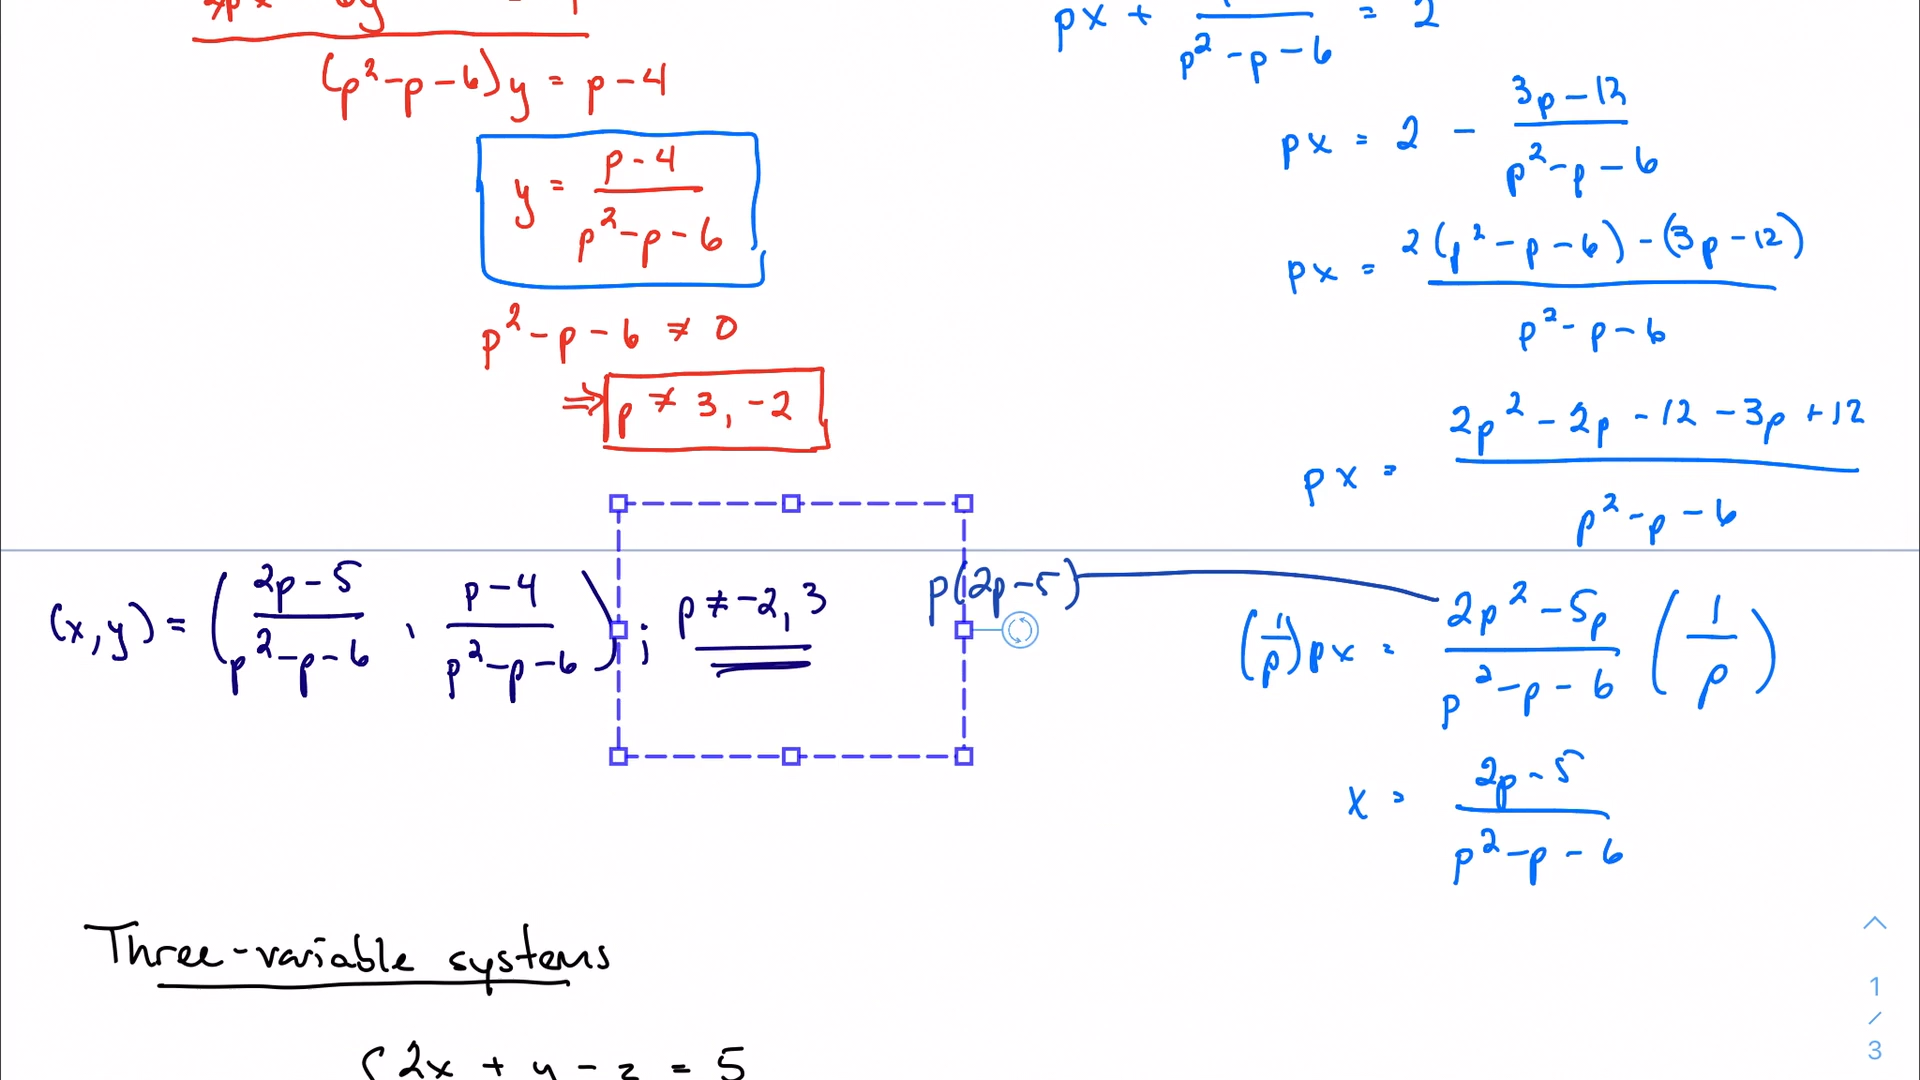 (p² - p - 6)y = p - 4
y = (p - 4)/(p² - p - 6)
p² - p - 6 ≠ 0
⇒ p ≠ 3, -2
px + /(p² - p - 6) = 2
px = 2 - (3p - 12)/(p² - p - 6)
px = (2(p² - p - 6) - (3p - 12))/(p² - p - 6)
px = (2p² - 2p - 12 - 3p + 12)/(p² - p - 6)
p(2p - 5)
(1/p) px = (2p² - 5p)/(p² - p - 6) (1/p)
x = (2p - 5)/(p² - p - 6)
(x, y) = ((2p - 5)/(p² - p - 6), (p - 4)/(p² - p - 6)); p ≠ -2, 3
Three-variable systems
{ 2x + y - z = 5
1
/
3